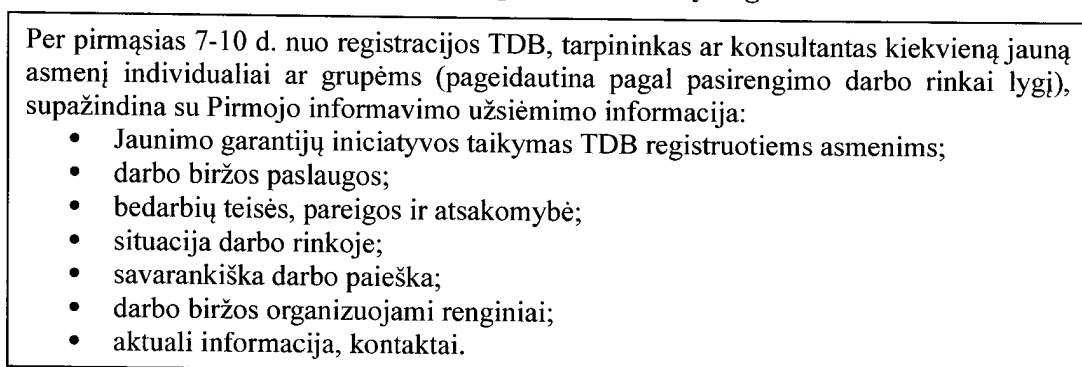 Per pirmąsias 7-10 d. nuo registracijos TDB, tarpininkas ar konsultantas kiekvieną jauną
asmenį individualiai ar grupėms (pageidautina pagal pasirengimo darbo rinkai lygį),
supažindina su Pirmojo informavimo užsiėmimo informacija:
• Jaunimo garantijų iniciatyvos taikymas TDB registruotiems asmenims;
• darbo biržos paslaugos;
• bedarbių teisės, pareigos ir atsakomybė;
• situacija darbo rinkoje;
• savarankiška darbo paieška;
• darbo biržos organizuojami renginiai;
• aktuali informacija, kontaktai.